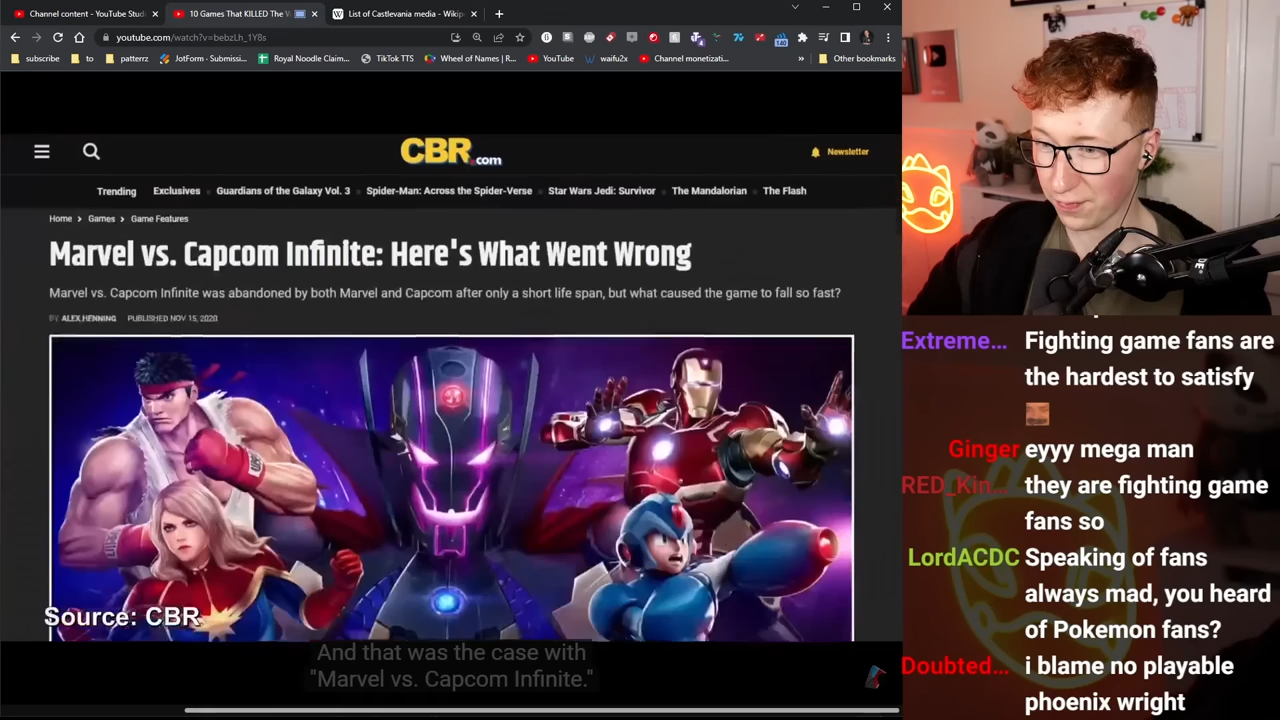 Channel content - YouTube Stud
10 Games That KILLED The V
List of Castlevania media - Wikip
youtube.com/watch?v=bebzLh_1Y8s
subscribe
to
patterrz
JotForm - Submissi...
Royal Noodle Claim...
TikTok TTS
Wheel of Names | R...
YouTube
waifu2x
Channel monetizati...
Other bookmarks
CBR.com
Newsletter
Trending
Exclusives
Guardians of the Galaxy Vol. 3
Spider-Man: Across the Spider-Verse
Star Wars Jedi: Survivor
The Mandalorian
The Flash
Home > Games > Game Features
Marvel vs. Capcom Infinite: Here's What Went Wrong
Marvel vs. Capcom Infinite was abandoned by both Marvel and Capcom after only a short life span, but what caused the game to fall so fast?
BY ALEX HENNING PUBLISHED NOV 15, 2020
Source: CBR
And that was the case with
"Marvel vs. Capcom Infinite."
Extreme... Fighting game fans are
the hardest to satisfy
Ginger eyyy mega man
RED_Kin... they are fighting game
fans so
LordACDC Speaking of fans
always mad, you heard
of Pokemon fans?
Doubted... i blame no playable
phoenix wright